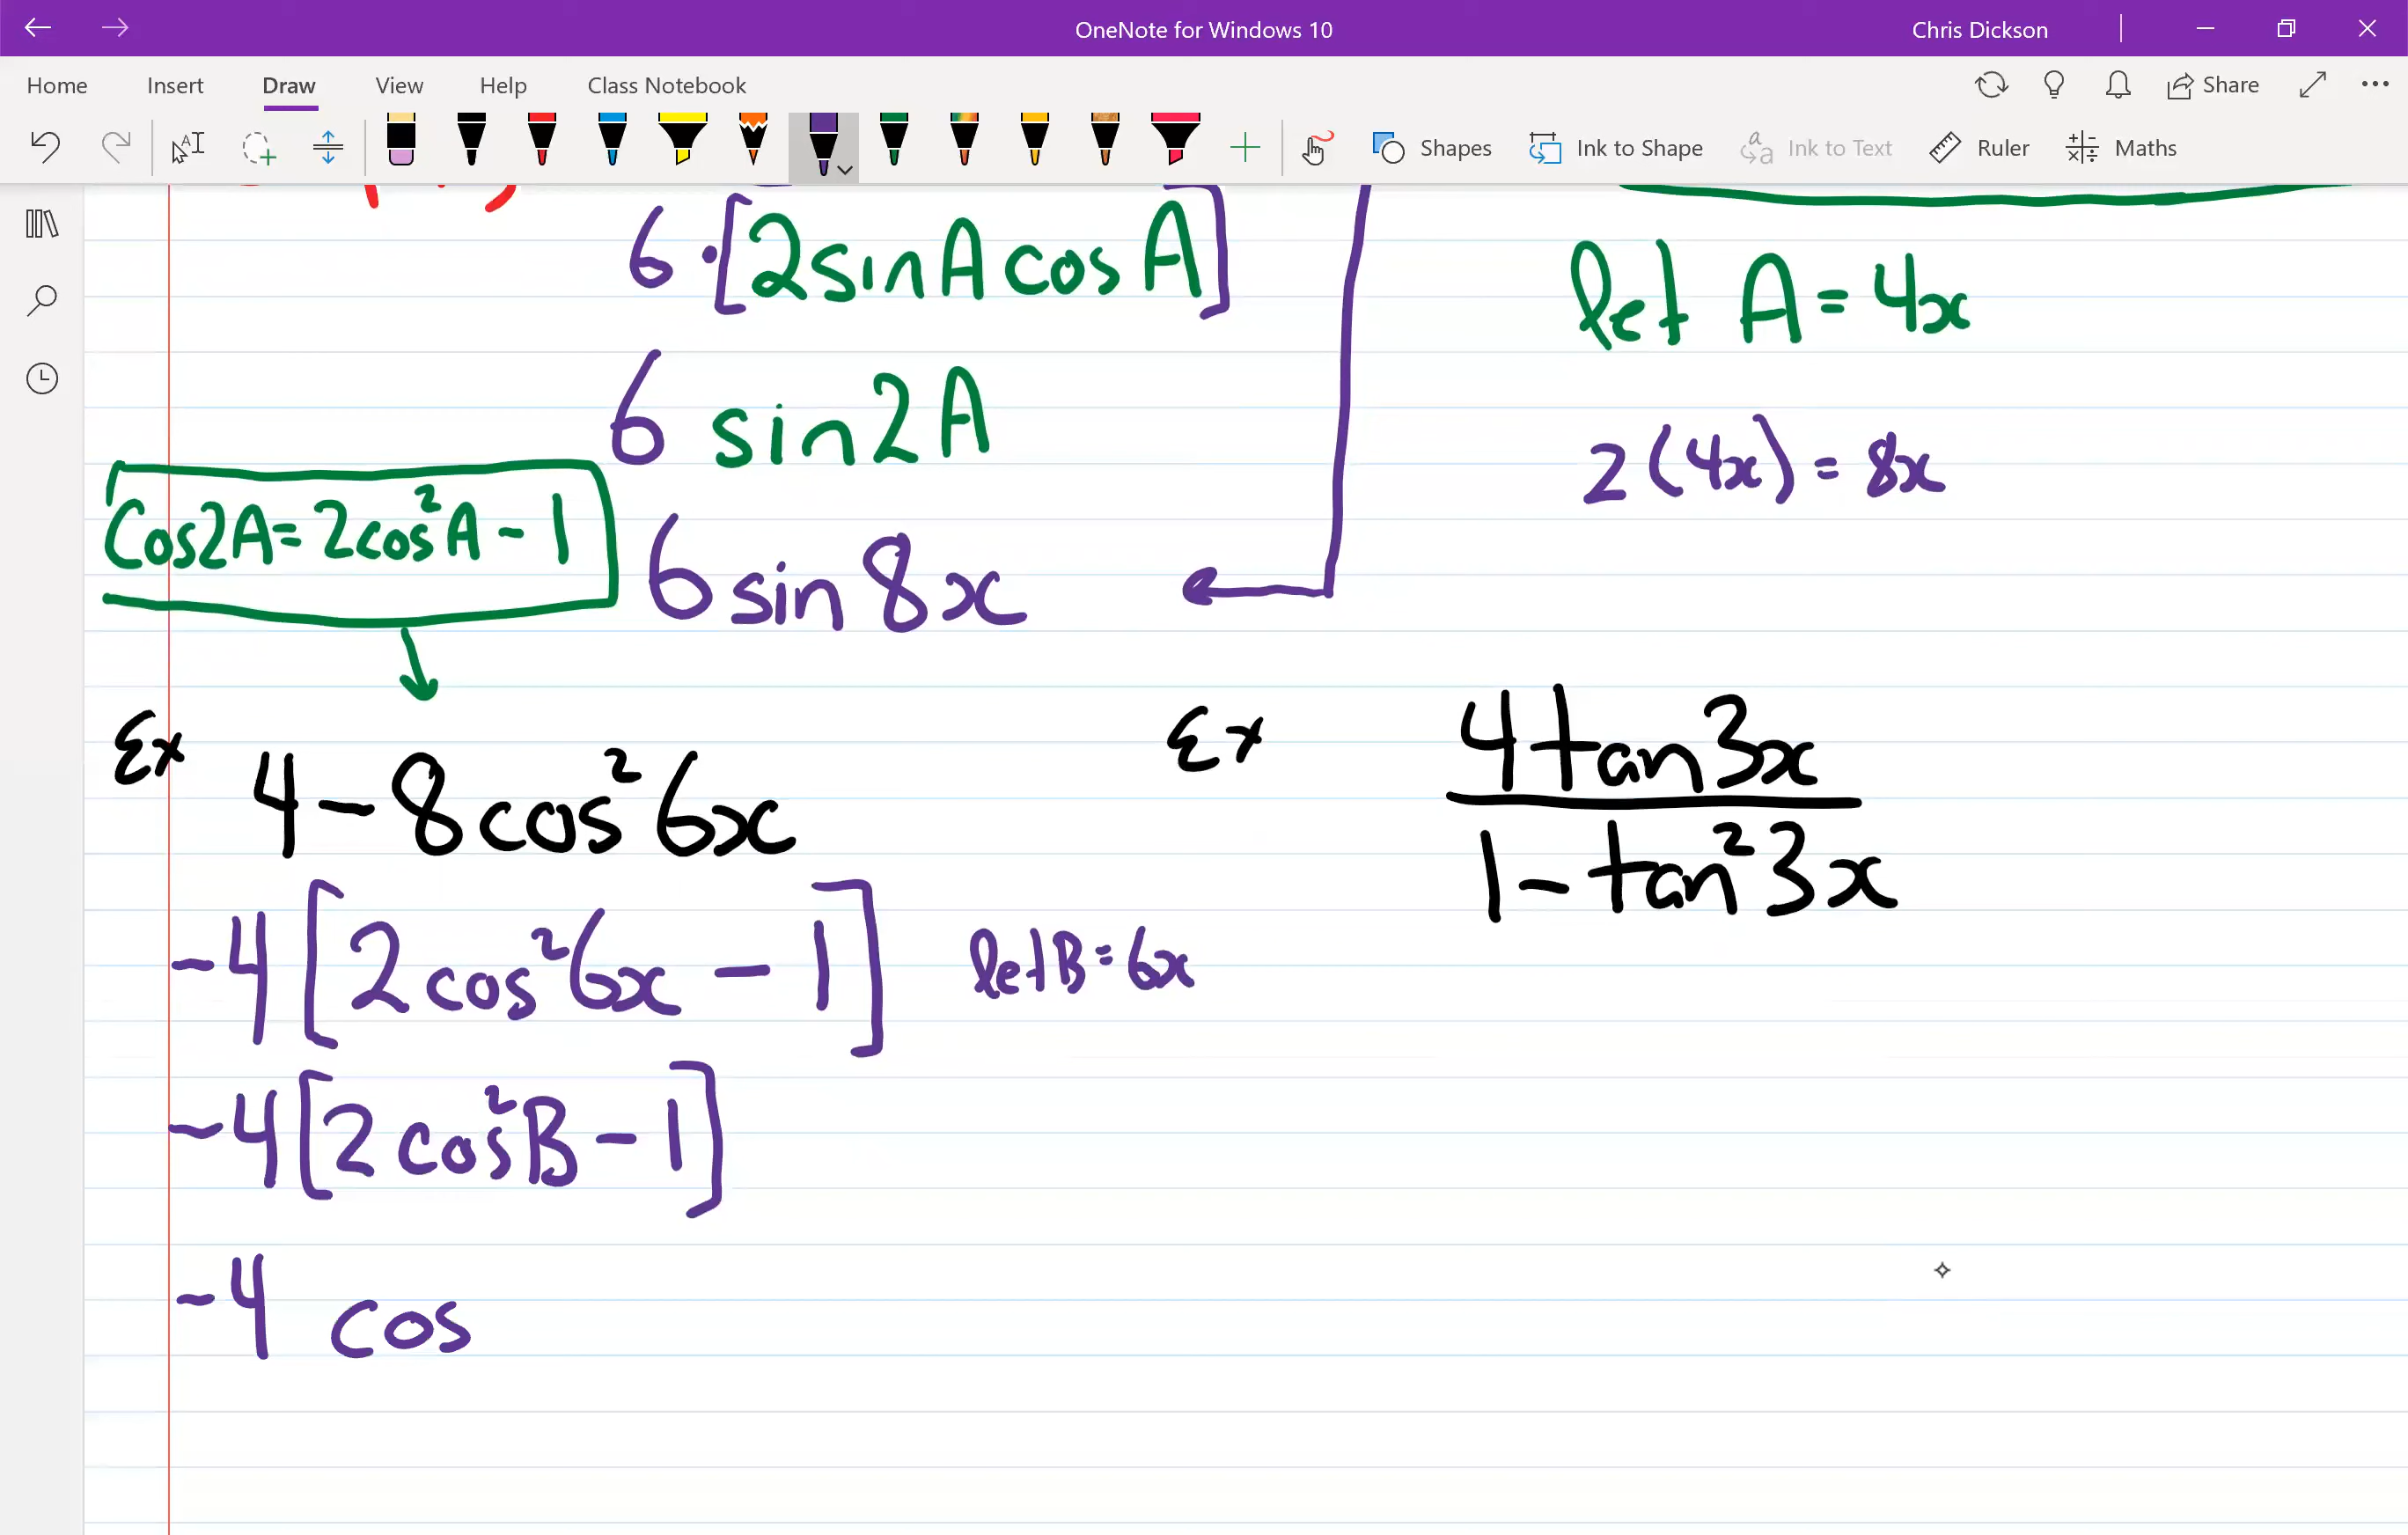 OneNote for Windows 10
Chris Dickson
Home Insert Draw View Help Class Notebook
Share
Shapes Ink to Shape Ink to Text Ruler Maths
6·[2sinAcosA]
let A = 4x
6 sin2A
2(4x) = 8x
Cos2A = 2cos²A - 1
6sin8x
Ex 4 - 8cos²6x
-4[2cos²6x - 1] let B = 6x
-4[2cos²B - 1]
-4 cos
Ex 4tan3x
1 - tan²3x